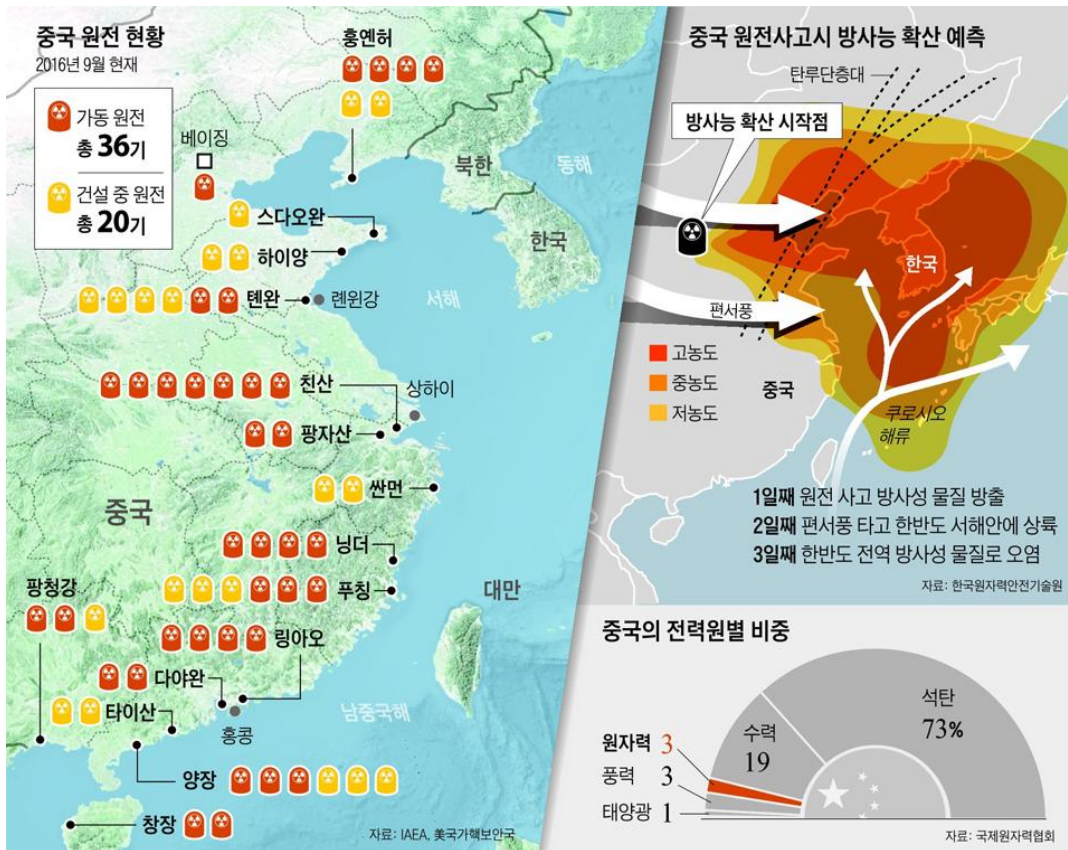 중국 원전 현황
2016년 9월 현재
가동 원전
총 36기
건설 중 원전
총 20기
홍옌허
베이징
북한
동해
스다오완
한국
하이양
톈완
롄윈강
서해
친산
상하이
팡자산
싼먼
중국
닝더
대만
푸칭
팡청강
링아오
다야완
타이산
홍콩
남중국해
양장
창장
자료: IAEA, 美국가핵보안국
중국 원전사고시 방사능 확산 예측
탄루단층대
방사능 확산 시작점
한국
편서풍
고농도
중농도
저농도
중국
쿠로시오
해류
1일째 원전 사고 방사성 물질 방출
2일째 편서풍 타고 한반도 서해안에 상륙
3일째 한반도 전역 방사성 물질로 오염
자료: 한국원자력안전기술원
중국의 전력원별 비중
석탄
73%
수력
19
원자력 3
풍력 3
태양광 1
자료: 국제원자력협회